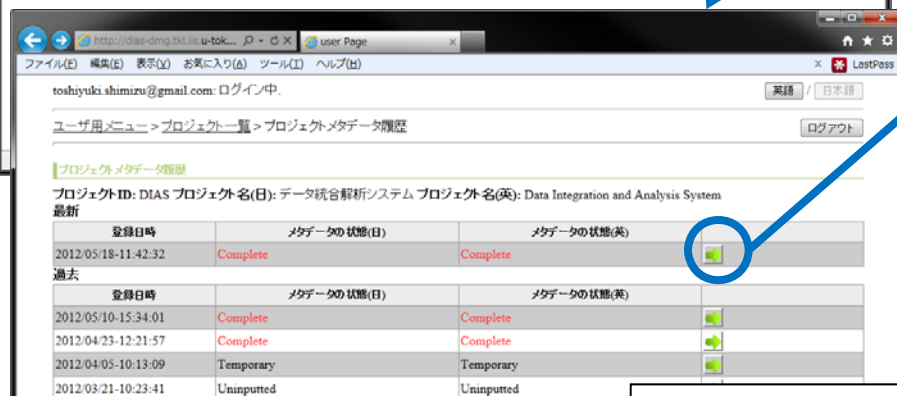 http://dias-dmg.tkl.iis.u-tok... user Page
ファイル(F) 編集(E) 表示(V) お気に入り(A) ツール(T) ヘルプ(H) × LastPass
toshiyuki.shimizu@gmail.com: ログイン中. 英語 / 日本語
ユーザ用メニュー > プロジェクト一覧 > プロジェクトメタデータ履歴 ログアウト
プロジェクトメタデータ履歴
プロジェクトID: DIAS プロジェクト名(日): データ統合解析システム プロジェクト名(英): Data Integration and Analysis System
最新
登録日時 メタデータの状態(日) メタデータの状態(英)
2012/05/18-11:42:32 Complete Complete
過去
登録日時 メタデータの状態(日) メタデータの状態(英)
2012/05/10-15:34:01 Complete Complete
2012/04/23-12:21:57 Complete Complete
2012/04/05-10:13:09 Temporary Temporary
2012/03/21-10:23:41 Uninputted Uninputted